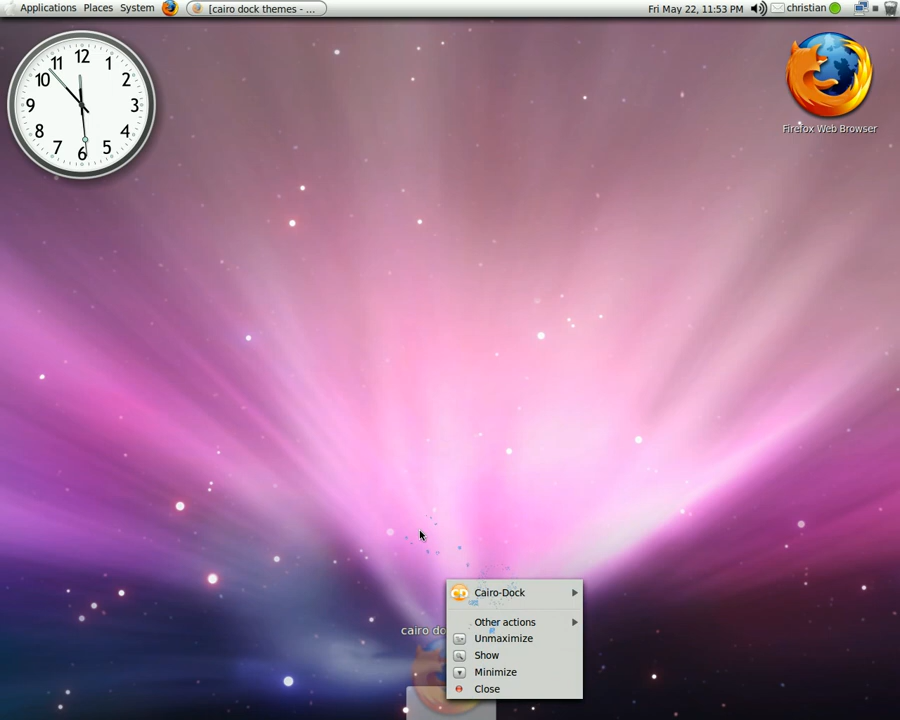 Applications Places System [cairo dock themes - ... Fri May 22, 11:53 PM christian
12
11 1
10 2
9 3
8 4
7 5
6
Firefox Web Browser
Cairo-Dock
Other actions
cairo do
Unmaximize
Show
Minimize
Close